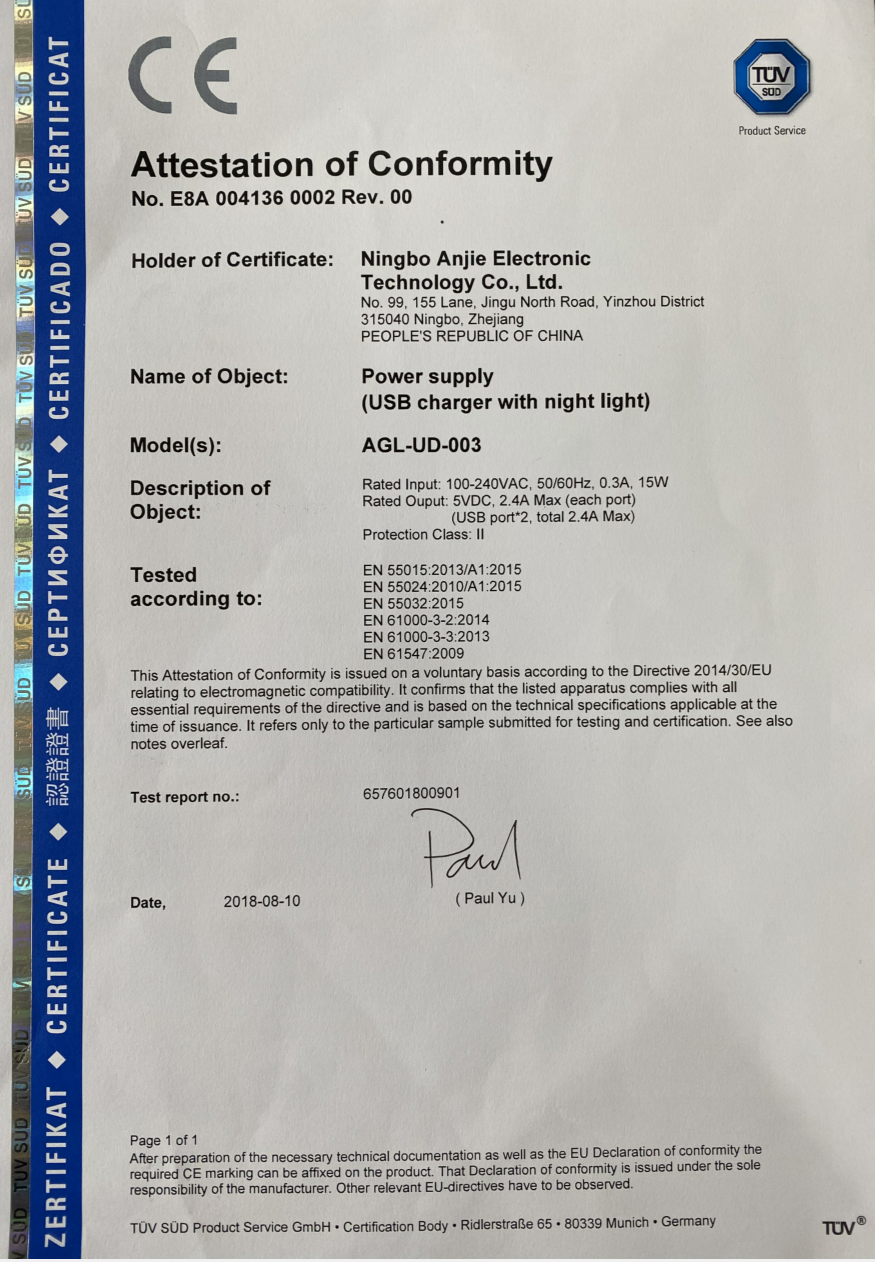 CE
TÜV
SÜD
Product Service
Attestation of Conformity
No. E8A 004136 0002 Rev. 00
Holder of Certificate: Ningbo Anjie Electronic
Technology Co., Ltd.
No. 99, 155 Lane, Jingu North Road, Yinzhou District
315040 Ningbo, Zhejiang
PEOPLE'S REPUBLIC OF CHINA
Name of Object: Power supply
(USB charger with night light)
Model(s): AGL-UD-003
Description of
Object:
Rated Input: 100-240VAC, 50/60Hz, 0.3A, 15W
Rated Ouput: 5VDC, 2.4A Max (each port)
(USB port*2, total 2.4A Max)
Protection Class: II
Tested
according to:
EN 55015:2013/A1:2015
EN 55024:2010/A1:2015
EN 55032:2015
EN 61000-3-2:2014
EN 61000-3-3:2013
EN 61547:2009
This Attestation of Conformity is issued on a voluntary basis according to the Directive 2014/30/EU
relating to electromagnetic compatibility. It confirms that the listed apparatus complies with all
essential requirements of the directive and is based on the technical specifications applicable at the
time of issuance. It refers only to the particular sample submitted for testing and certification. See also
notes overleaf.
Test report no.: 657601800901
Paul
Date, 2018-08-10 ( Paul Yu )
Page 1 of 1
After preparation of the necessary technical documentation as well as the EU Declaration of conformity the
required CE marking can be affixed on the product. That Declaration of conformity is issued under the sole
responsibility of the manufacturer. Other relevant EU-directives have to be observed.
TÜV SÜD Product Service GmbH • Certification Body • Ridlerstraße 65 • 80339 Munich • Germany
TÜV®
ZERTIFIKAT ◆ CERTIFICATE ◆ 認證證書 ◆ СЕРТИФИКАТ ◆ CERTIFICADO ◆ CERTIFICAT
TÜV SÜD TÜV SÜD TÜV SÜD TÜV SÜD